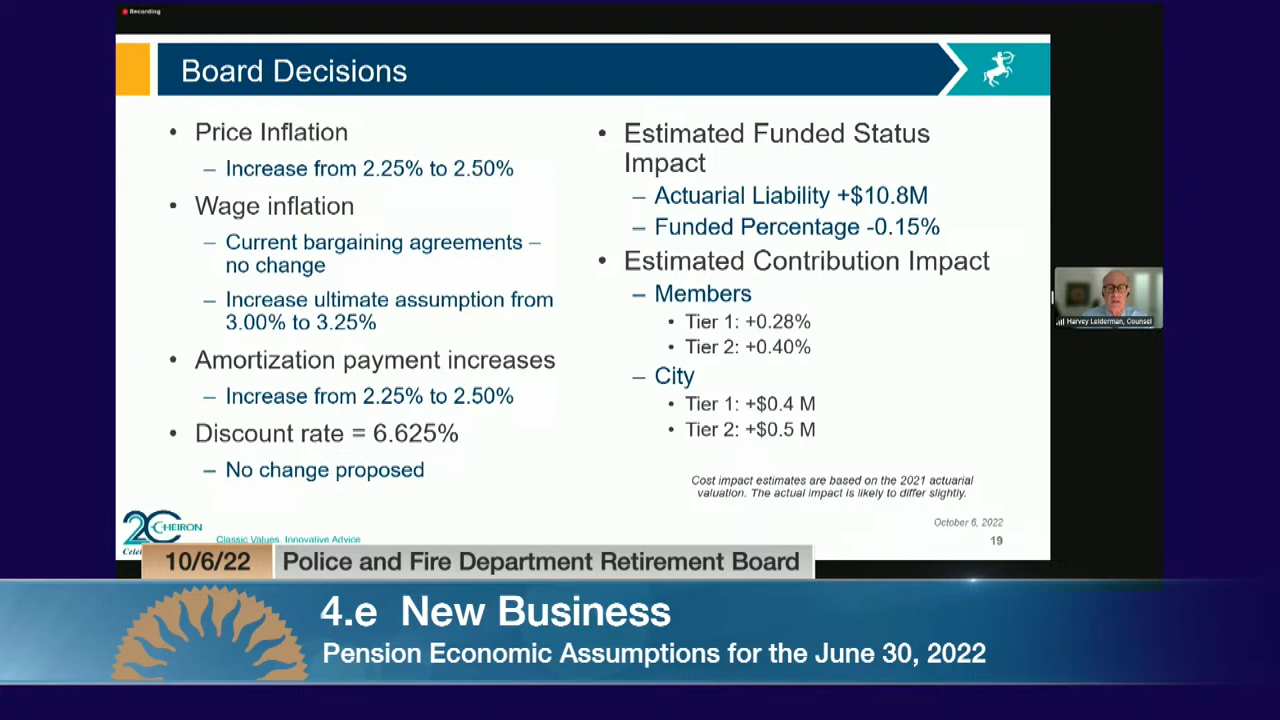 Recording
Board Decisions
• Price Inflation
– Increase from 2.25% to 2.50%
• Wage inflation
– Current bargaining agreements –
no change
– Increase ultimate assumption from
3.00% to 3.25%
• Amortization payment increases
– Increase from 2.25% to 2.50%
• Discount rate = 6.625%
– No change proposed
• Estimated Funded Status
Impact
– Actuarial Liability +$10.8M
– Funded Percentage -0.15%
• Estimated Contribution Impact
– Members
• Tier 1: +0.28%
• Tier 2: +0.40%
– City
• Tier 1: +$0.4 M
• Tier 2: +$0.5 M
Cost impact estimates are based on the 2021 actuarial
valuation. The actual impact is likely to differ slightly.
October 6, 2022
19
20 CHEIRON
Classic Values, Innovative Advice
Harvey Leiderman, Counsel
10/6/22 Police and Fire Department Retirement Board
4.e New Business
Pension Economic Assumptions for the June 30, 2022